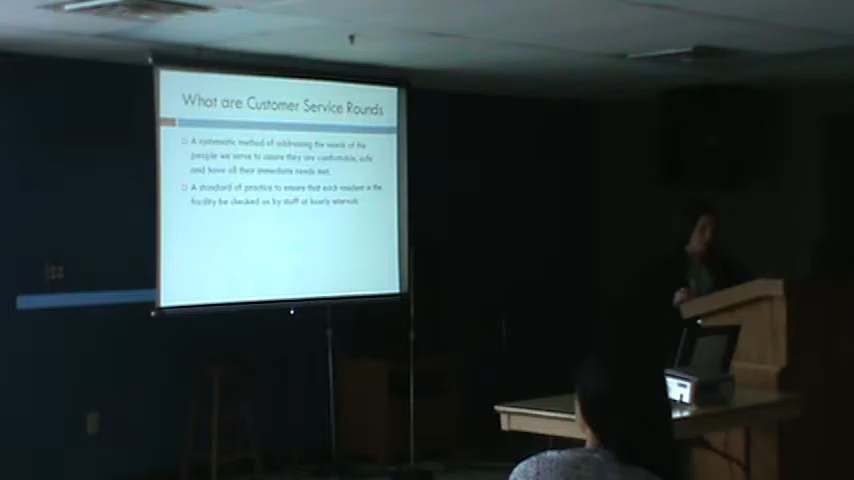 What are Customer Service Rounds
A systematic method of addressing the needs of the
people we serve to assure they are comfortable, safe
and have all their immediate needs met.
A standard of practice to ensure that each resident in the
facility be checked on by staff at hourly intervals